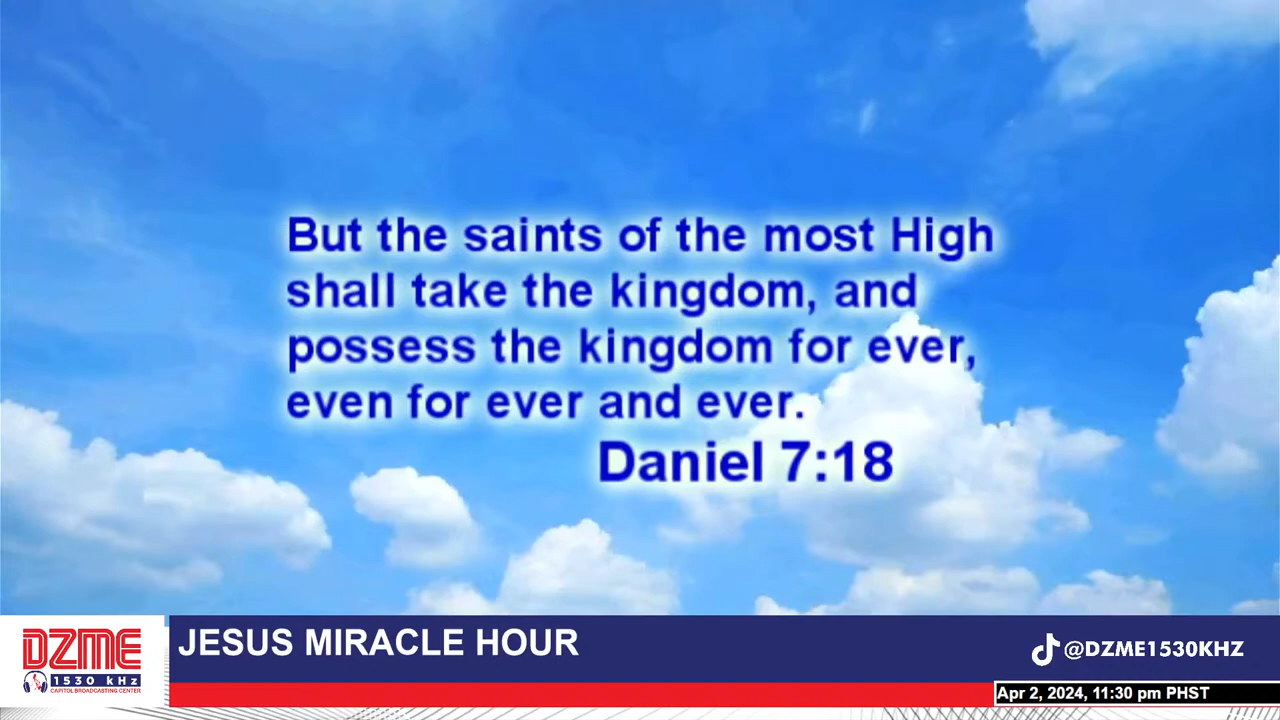 But the saints of the most High
shall take the kingdom, and
possess the kingdom for ever,
even for ever and ever.
Daniel 7:18
DZME
1530 kHz
CAPITOL BROADCASTING CENTER
JESUS MIRACLE HOUR
@DZME1530KHZ
Apr 2, 2024, 11:30 pm PHST